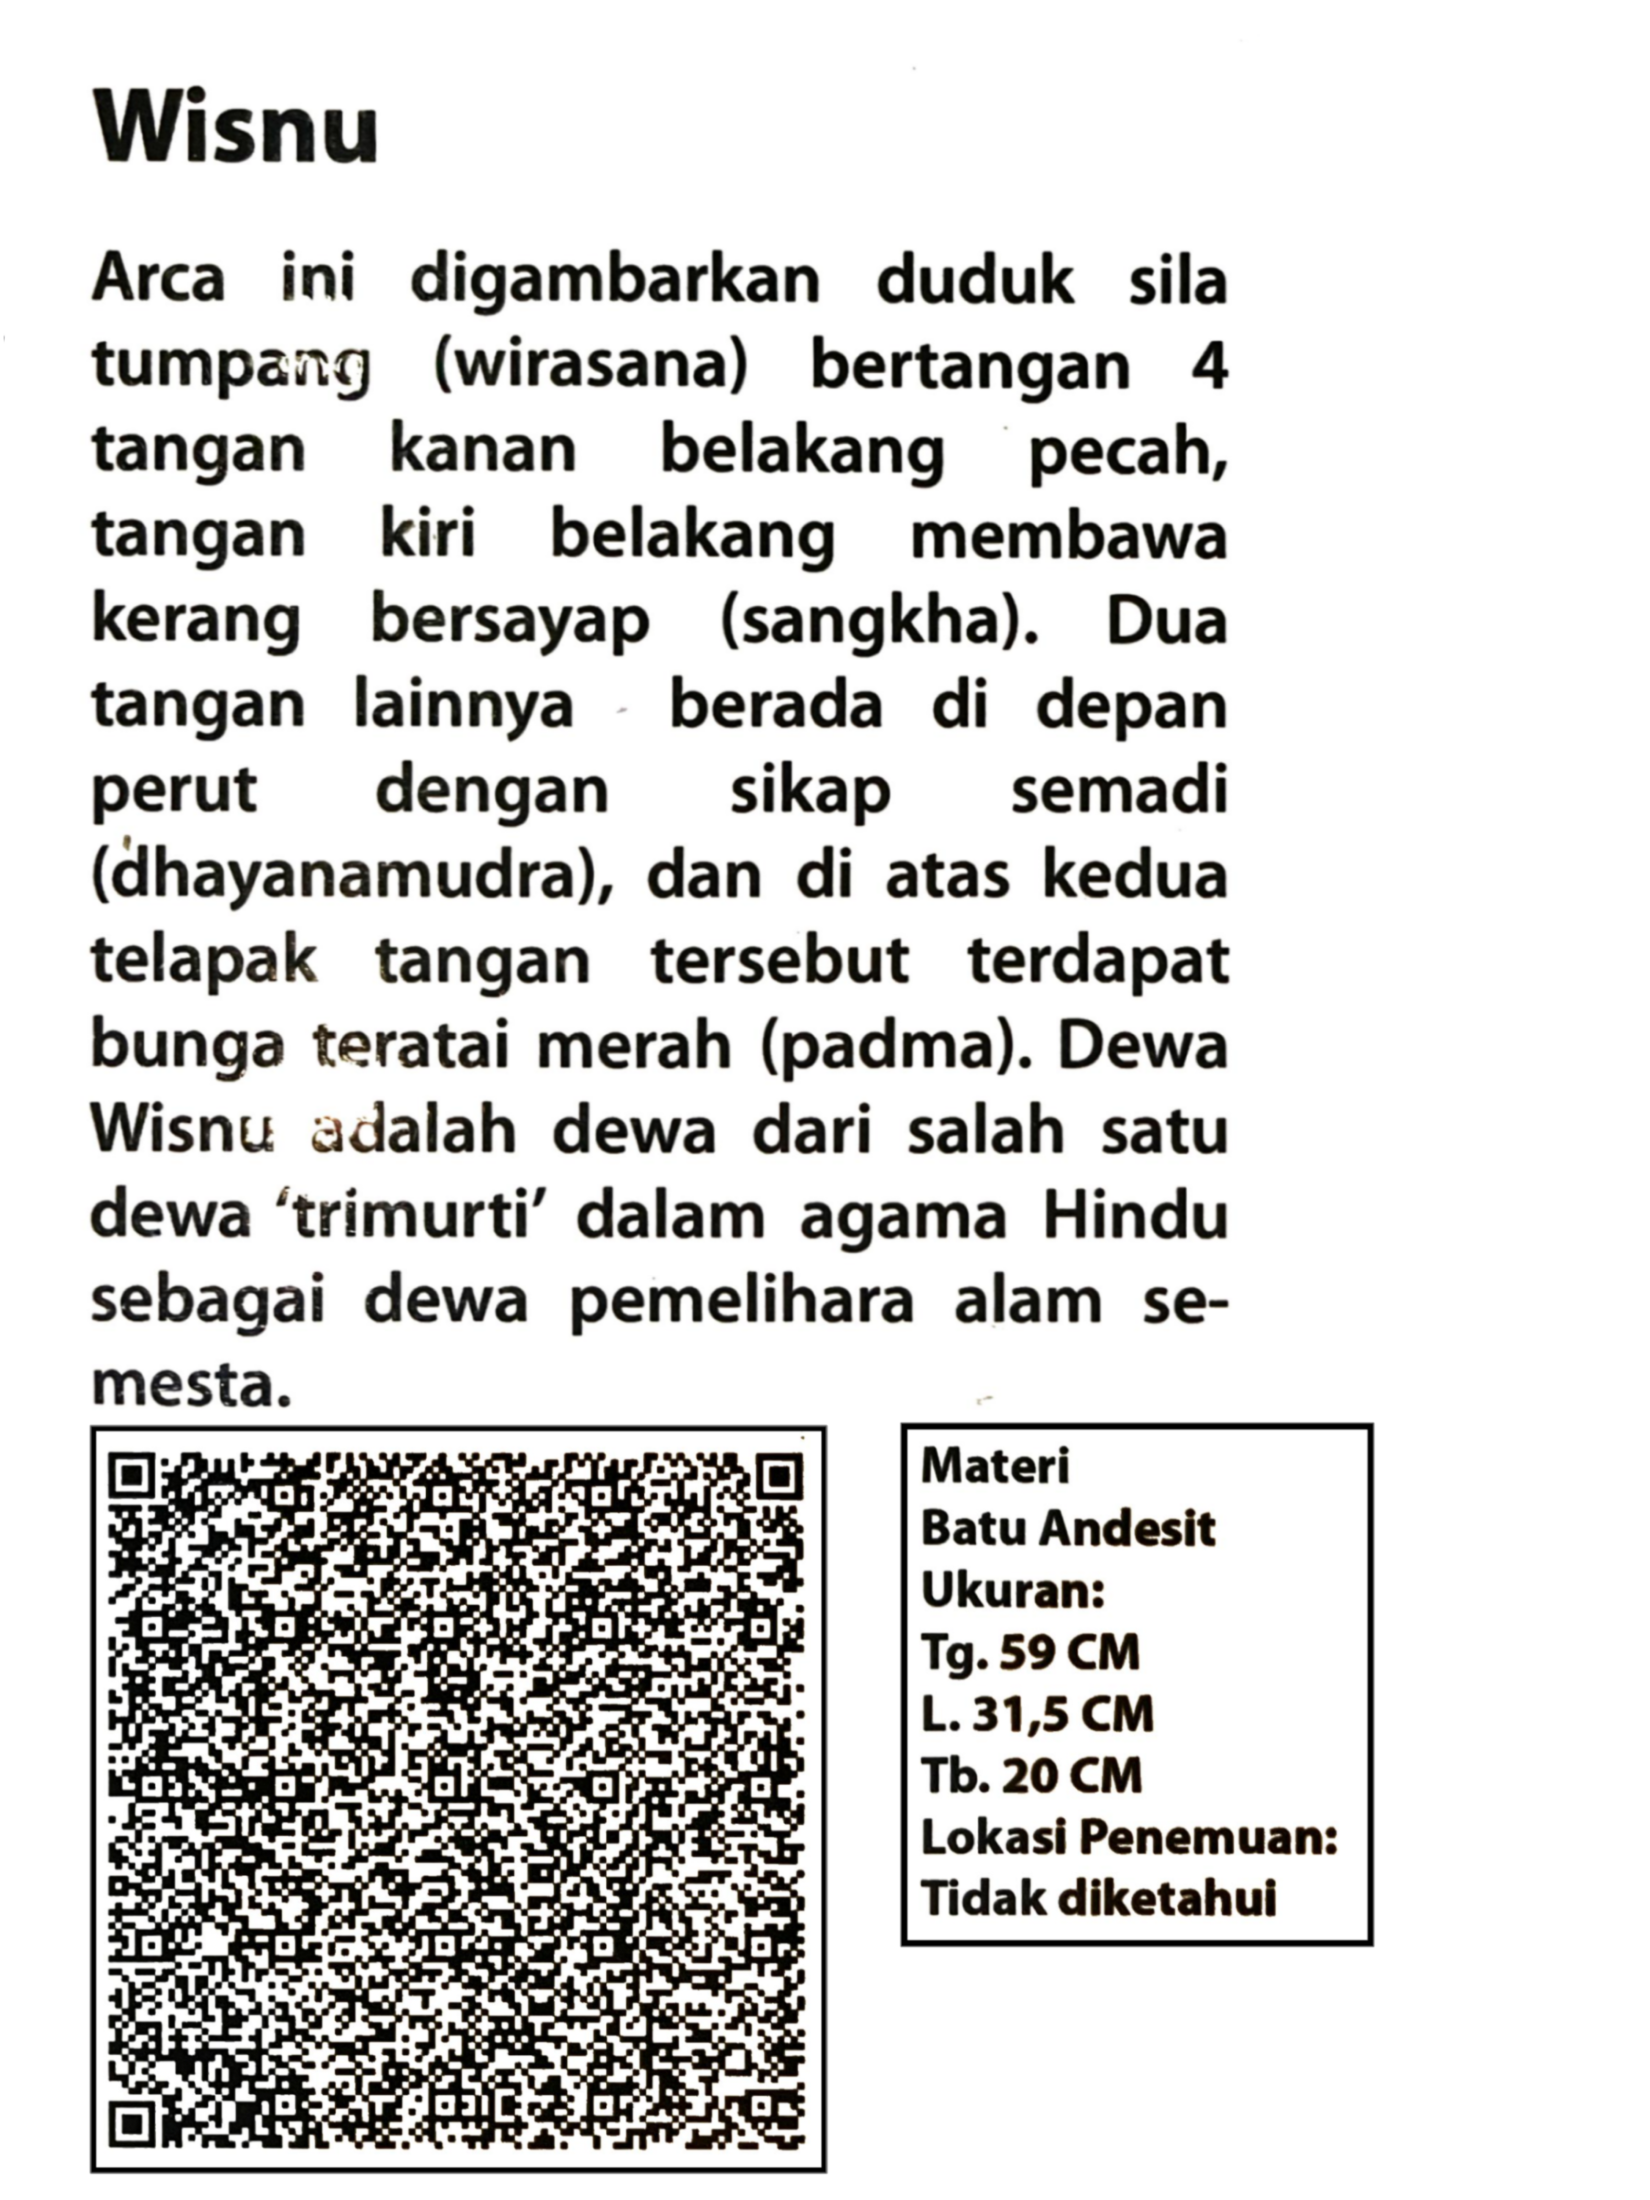 Wisnu
Arca ini digambarkan duduk sila
tumpang (wirasana) bertangan 4
tangan kanan belakang pecah,
tangan kiri belakang membawa
kerang bersayap (sangkha). Dua
tangan lainnya berada di depan
perut dengan sikap semadi
(dhayanamudra), dan di atas kedua
telapak tangan tersebut terdapat
bunga teratai merah (padma). Dewa
Wisnu adalah dewa dari salah satu
dewa ‘trimurti’ dalam agama Hindu
sebagai dewa pemelihara alam se-
mesta.
Materi
Batu Andesit
Ukuran:
Tg. 59 CM
L. 31,5 CM
Tb. 20 CM
Lokasi Penemuan:
Tidak diketahui